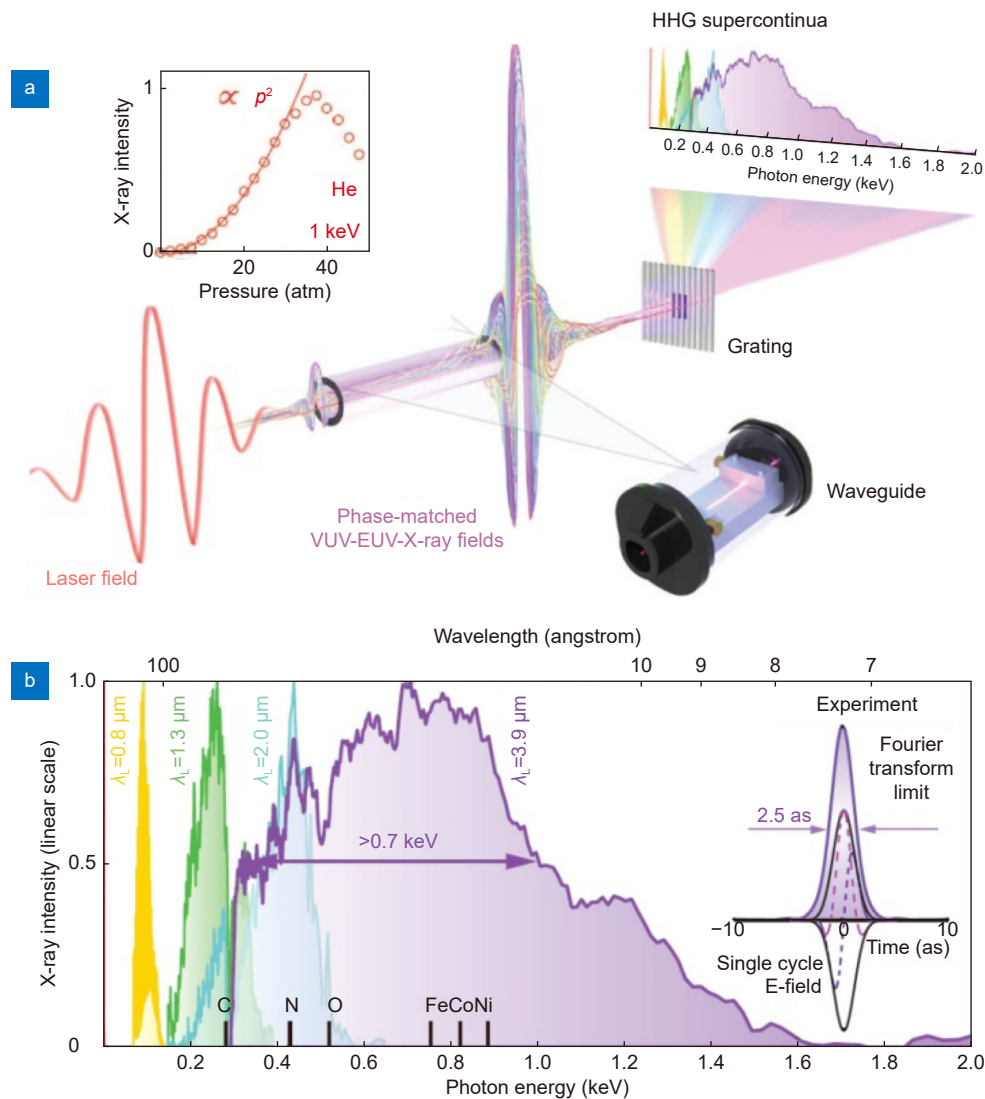 a
HHG supercontinua
1
∝ p²
X-ray intensity
He
1 keV
0
20
40
Pressure (atm)
0.2 0.4 0.6 0.8 1.0 1.2 1.4 1.6 1.8 2.0
Photon energy (keV)
Grating
Waveguide
Phase-matched
VUV-EUV-X-ray fields
Laser field
b
Wavelength (angstrom)
100 10 9 8 7
1.0
0.5
0
X-ray intensity (linear scale)
λL=0.8 μm
λL=1.3 μm
λL=2.0 μm
λL=3.9 μm
>0.7 keV
Experiment
Fourier
transform
limit
2.5 as
−10 0 10
Time (as)
Single cycle
E-field
C N O FeCoNi
0.2 0.4 0.6 0.8 1.0 1.2 1.4 1.6 1.8 2.0
Photon energy (keV)